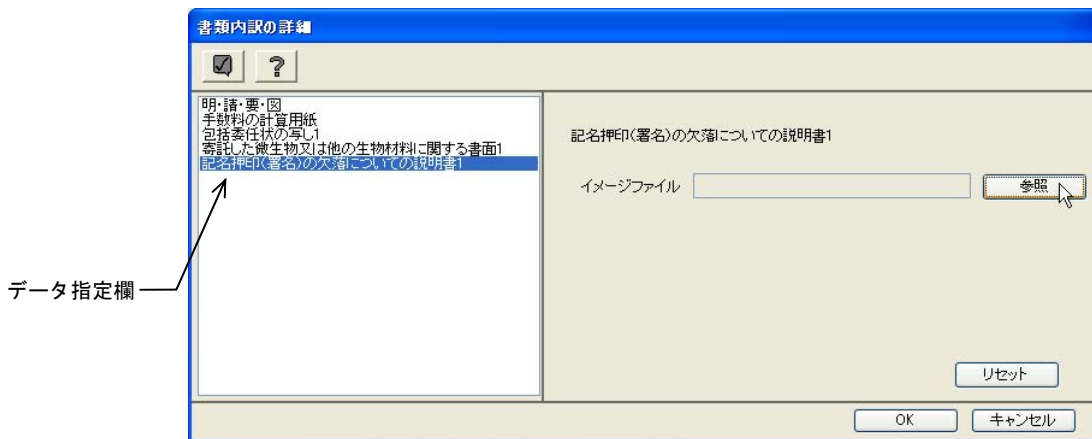 書類内訳の詳細
?
明・請・要・図
手数料の計算用紙
包括委任状の写し1
寄託した微生物又は他の生物材料に関する書面1
記名押印(署名)の欠落についての説明書1
記名押印(署名)の欠落についての説明書1
イメージファイル
参照
データ指定欄
リセット
OK
キャンセル